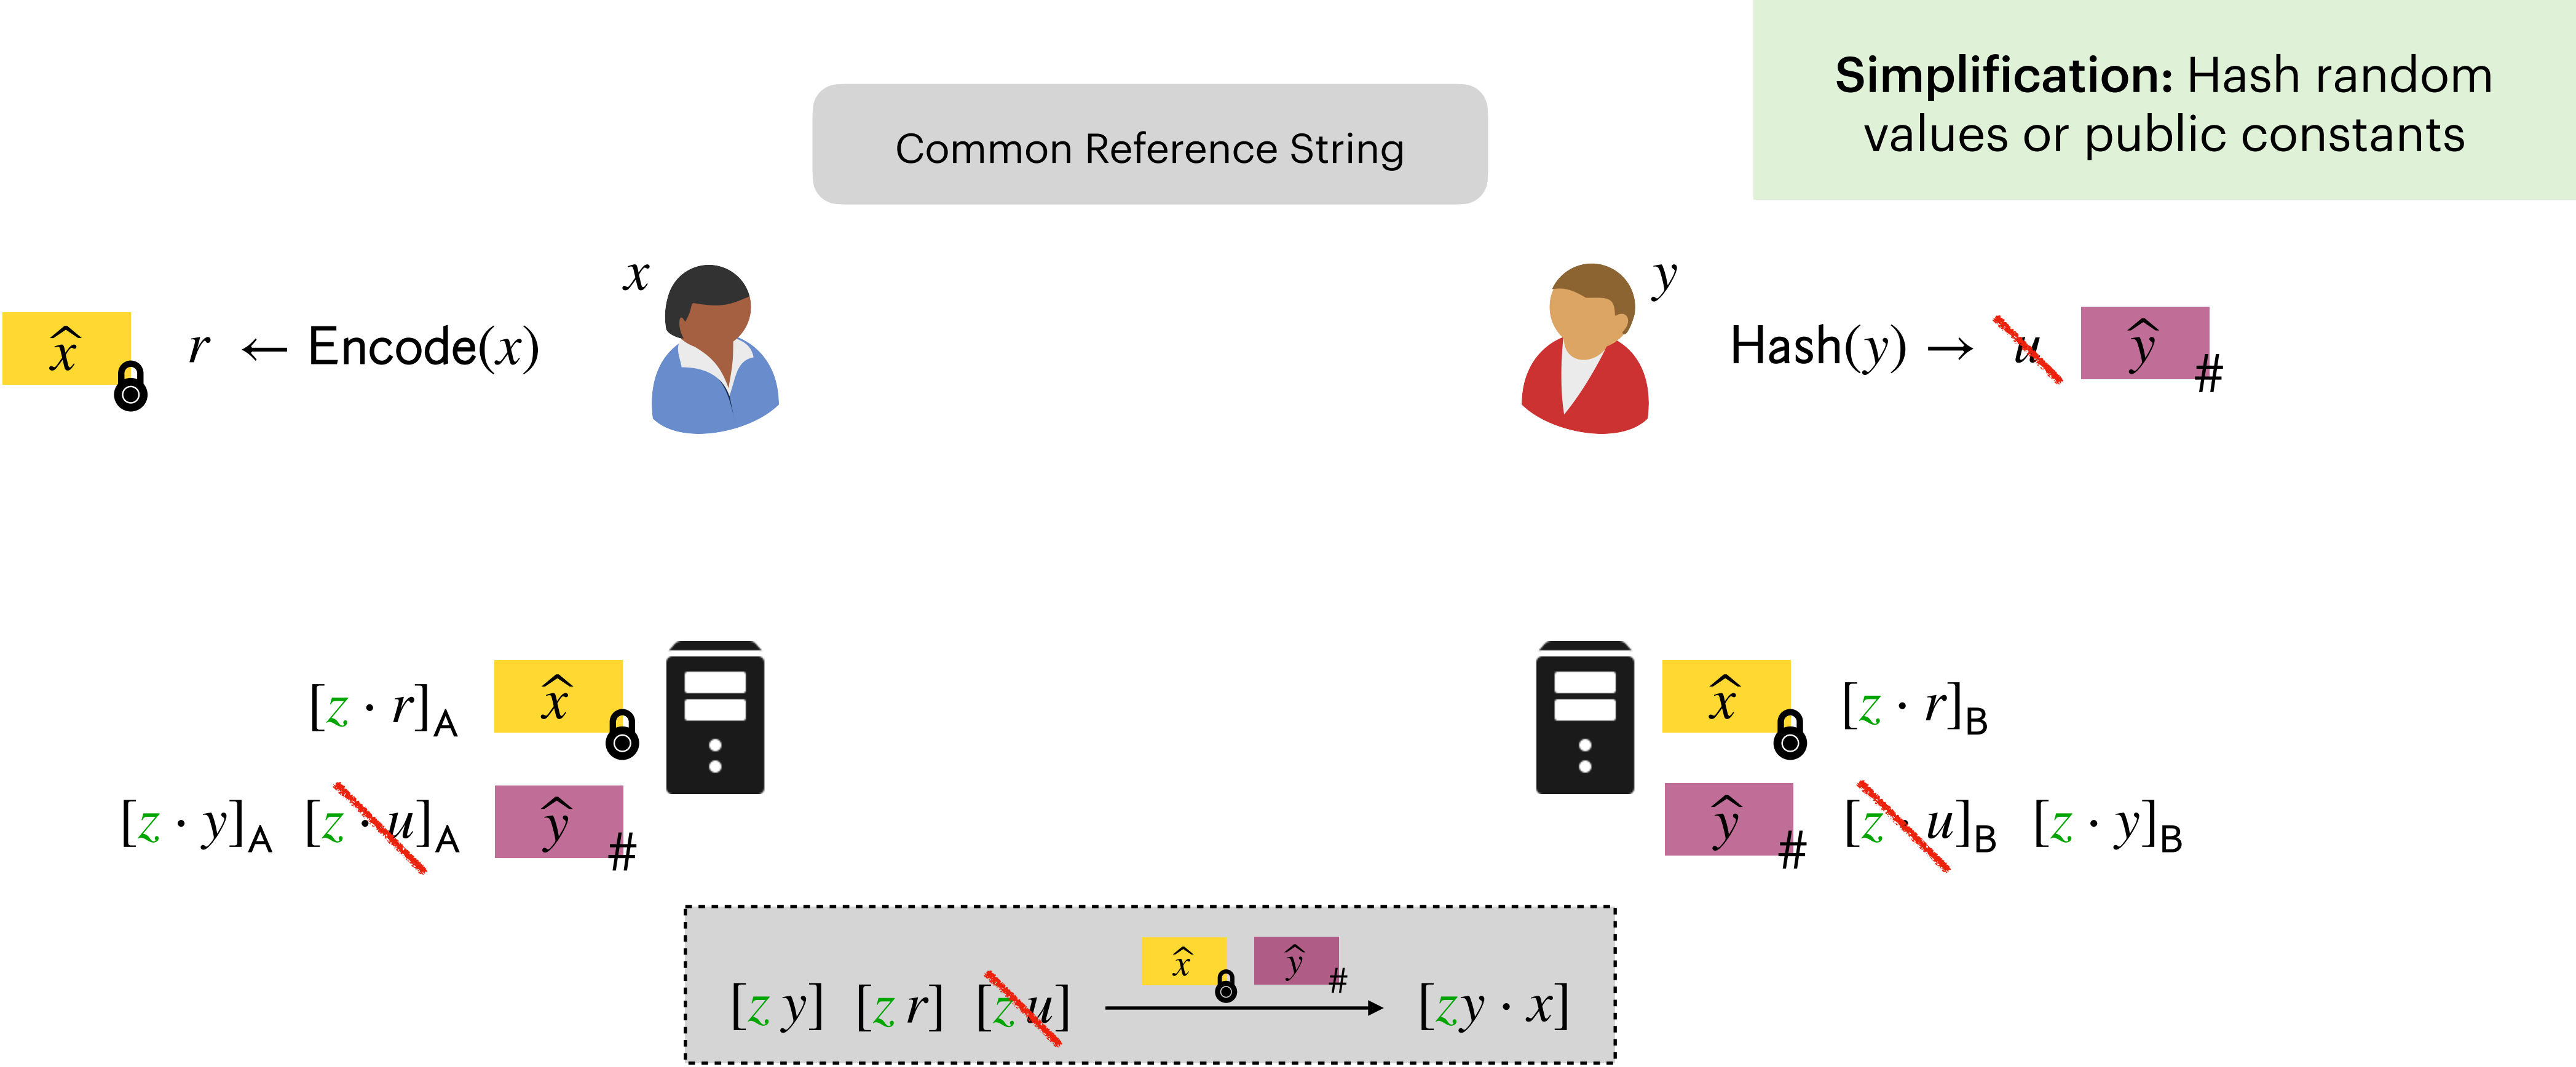 Simplification: Hash random
values or public constants
Common Reference String
x
y
x̂ r ← Encode(x)
Hash(y) → u ŷ #
[z · r]A x̂
x̂ [z · r]B
[z · y]A [z · u]A ŷ #
ŷ # [z · u]B [z · y]B
x̂ ŷ #
[z y] [z r] [z u] [zy · x]